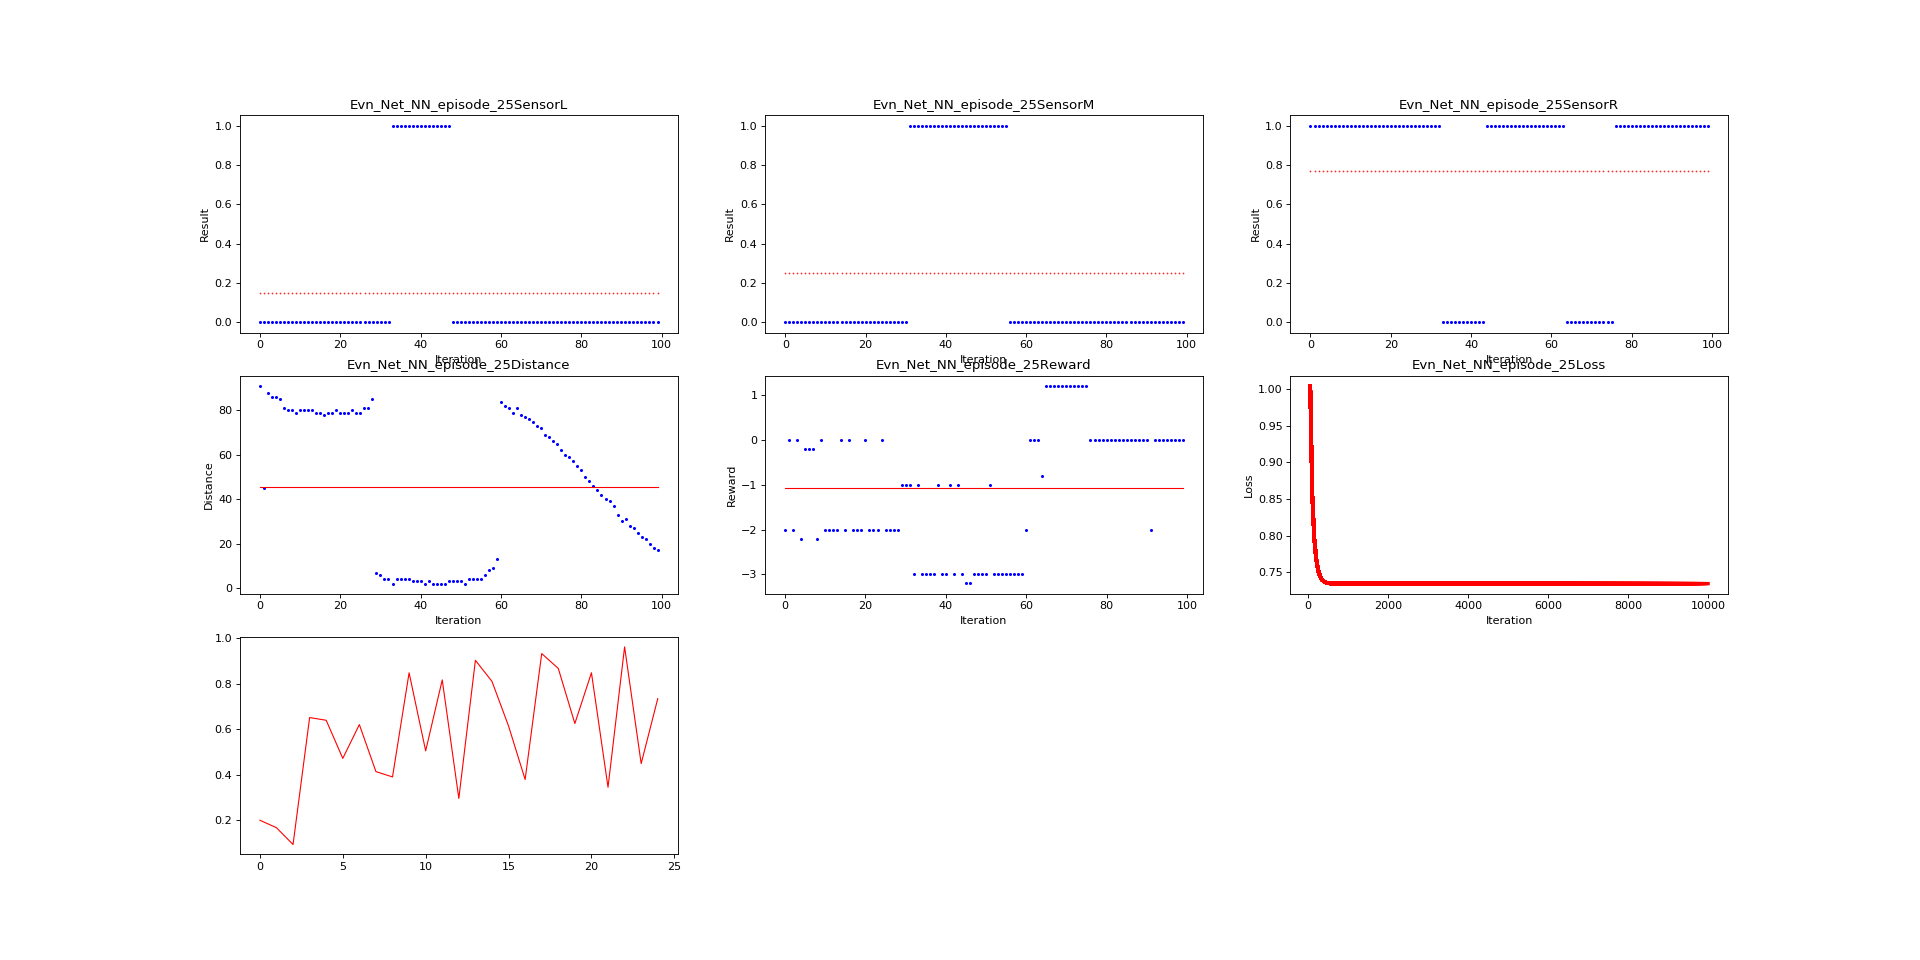 Evn_Net_NN_episode_25SensorL
1.0
0.8
0.6
0.4
0.2
0.0
Result
0 20 40 60 80 100
Iteration
Evn_Net_NN_episode_25SensorM
1.0
0.8
0.6
0.4
0.2
0.0
Result
0 20 40 60 80 100
Iteration
Evn_Net_NN_episode_25SensorR
1.0
0.8
0.6
0.4
0.2
0.0
Result
0 20 40 60 80 100
Iteration
Evn_Net_NN_episode_25Distance
80
60
40
20
0
Distance
0 20 40 60 80 100
Iteration
Evn_Net_NN_episode_25Reward
1
0
−1
−2
−3
Reward
0 20 40 60 80 100
Iteration
Evn_Net_NN_episode_25Loss
1.00
0.95
0.90
0.85
0.80
0.75
Loss
0 2000 4000 6000 8000 10000
Iteration
1.0
0.8
0.6
0.4
0.2
0 5 10 15 20 25